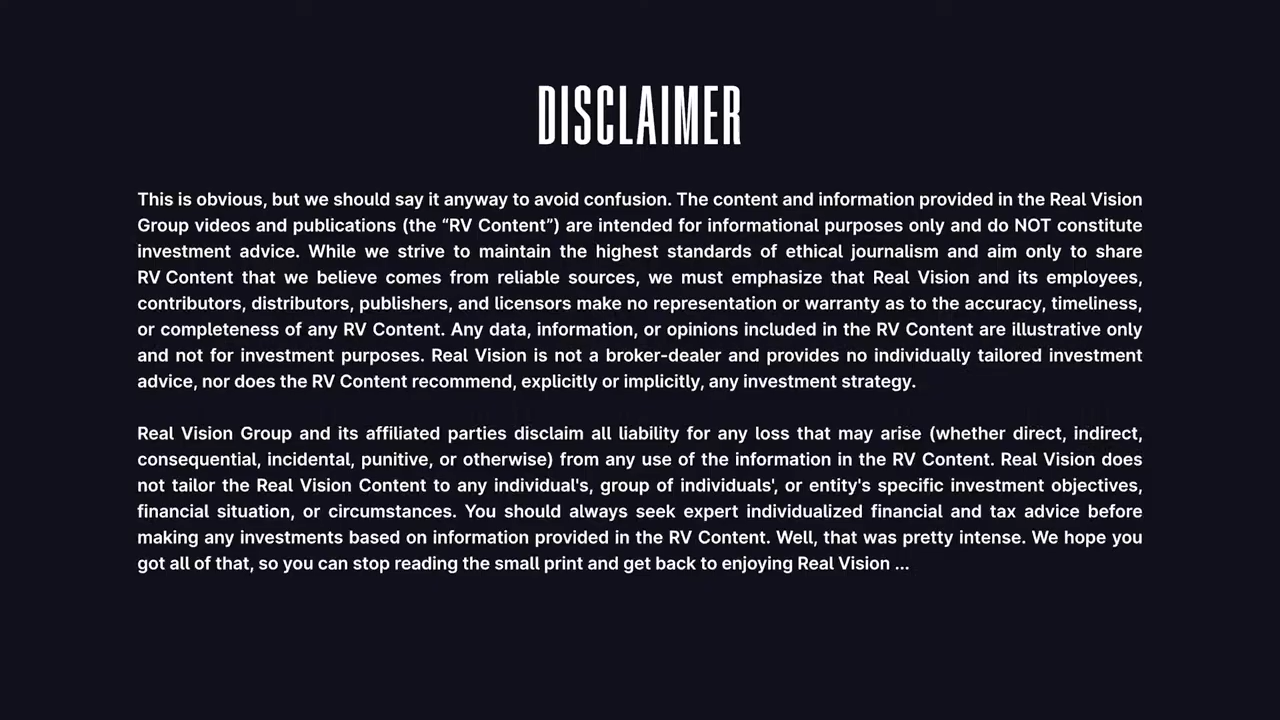 DISCLAIMER
This is obvious, but we should say it anyway to avoid confusion. The content and information provided in the Real Vision
Group videos and publications (the “RV Content”) are intended for informational purposes only and do NOT constitute
investment advice. While we strive to maintain the highest standards of ethical journalism and aim only to share
RV Content that we believe comes from reliable sources, we must emphasize that Real Vision and its employees,
contributors, distributors, publishers, and licensors make no representation or warranty as to the accuracy, timeliness,
or completeness of any RV Content. Any data, information, or opinions included in the RV Content are illustrative only
and not for investment purposes. Real Vision is not a broker-dealer and provides no individually tailored investment
advice, nor does the RV Content recommend, explicitly or implicitly, any investment strategy.
Real Vision Group and its affiliated parties disclaim all liability for any loss that may arise (whether direct, indirect,
consequential, incidental, punitive, or otherwise) from any use of the information in the RV Content. Real Vision does
not tailor the Real Vision Content to any individual's, group of individuals', or entity's specific investment objectives,
financial situation, or circumstances. You should always seek expert individualized financial and tax advice before
making any investments based on information provided in the RV Content. Well, that was pretty intense. We hope you
got all of that, so you can stop reading the small print and get back to enjoying Real Vision ...